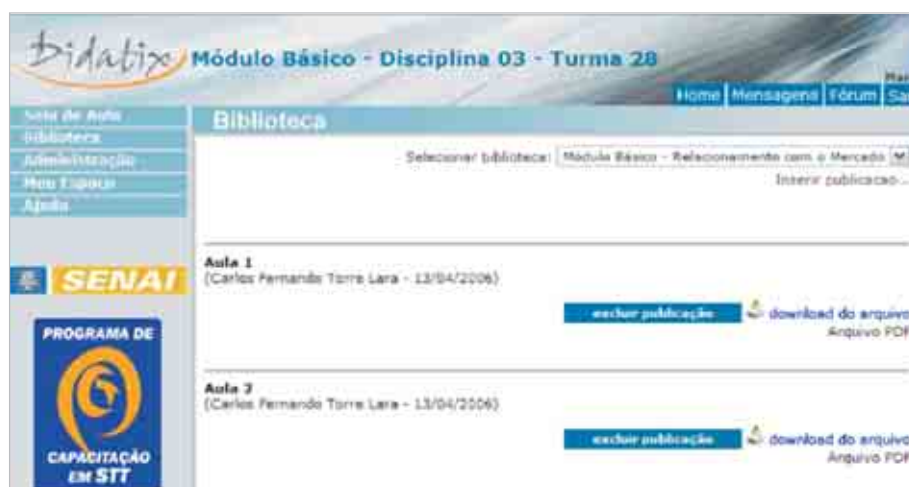 Didatix
Módulo Básico - Disciplina 03 - Turma 28
Home Mensagens Fórum
Sala de Aula
Biblioteca
Administração
Meu Espaço
Ajuda
Biblioteca
Selecionar biblioteca: Módulo Básico - Relacionamento com o Mercado
Inserir publicacao...
Aula 1
(Carlos Fernando Torre Lara - 13/04/2006)
excluir publicação download do arquivo
Arquivo PDF
SENAI
PROGRAMA DE
CAPACITAÇÃO
EM STT
Aula 2
(Carlos Fernando Torre Lara - 13/04/2006)
excluir publicação download do arquivo
Arquivo PDF